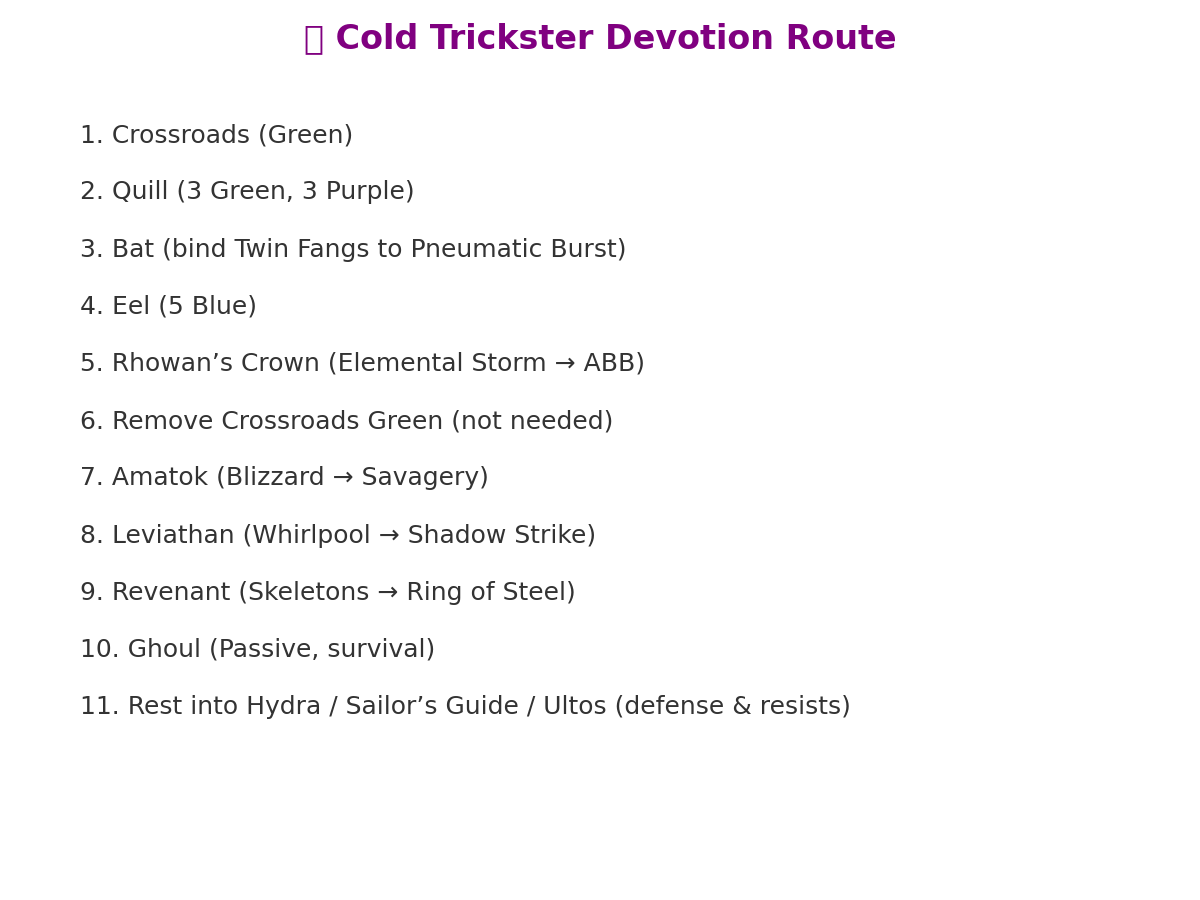 Cold Trickster Devotion Route
1. Crossroads (Green)
2. Quill (3 Green, 3 Purple)
3. Bat (bind Twin Fangs to Pneumatic Burst)
4. Eel (5 Blue)
5. Rhowan’s Crown (Elemental Storm → ABB)
6. Remove Crossroads Green (not needed)
7. Amatok (Blizzard → Savagery)
8. Leviathan (Whirlpool → Shadow Strike)
9. Revenant (Skeletons → Ring of Steel)
10. Ghoul (Passive, survival)
11. Rest into Hydra / Sailor’s Guide / Ultos (defense & resists)